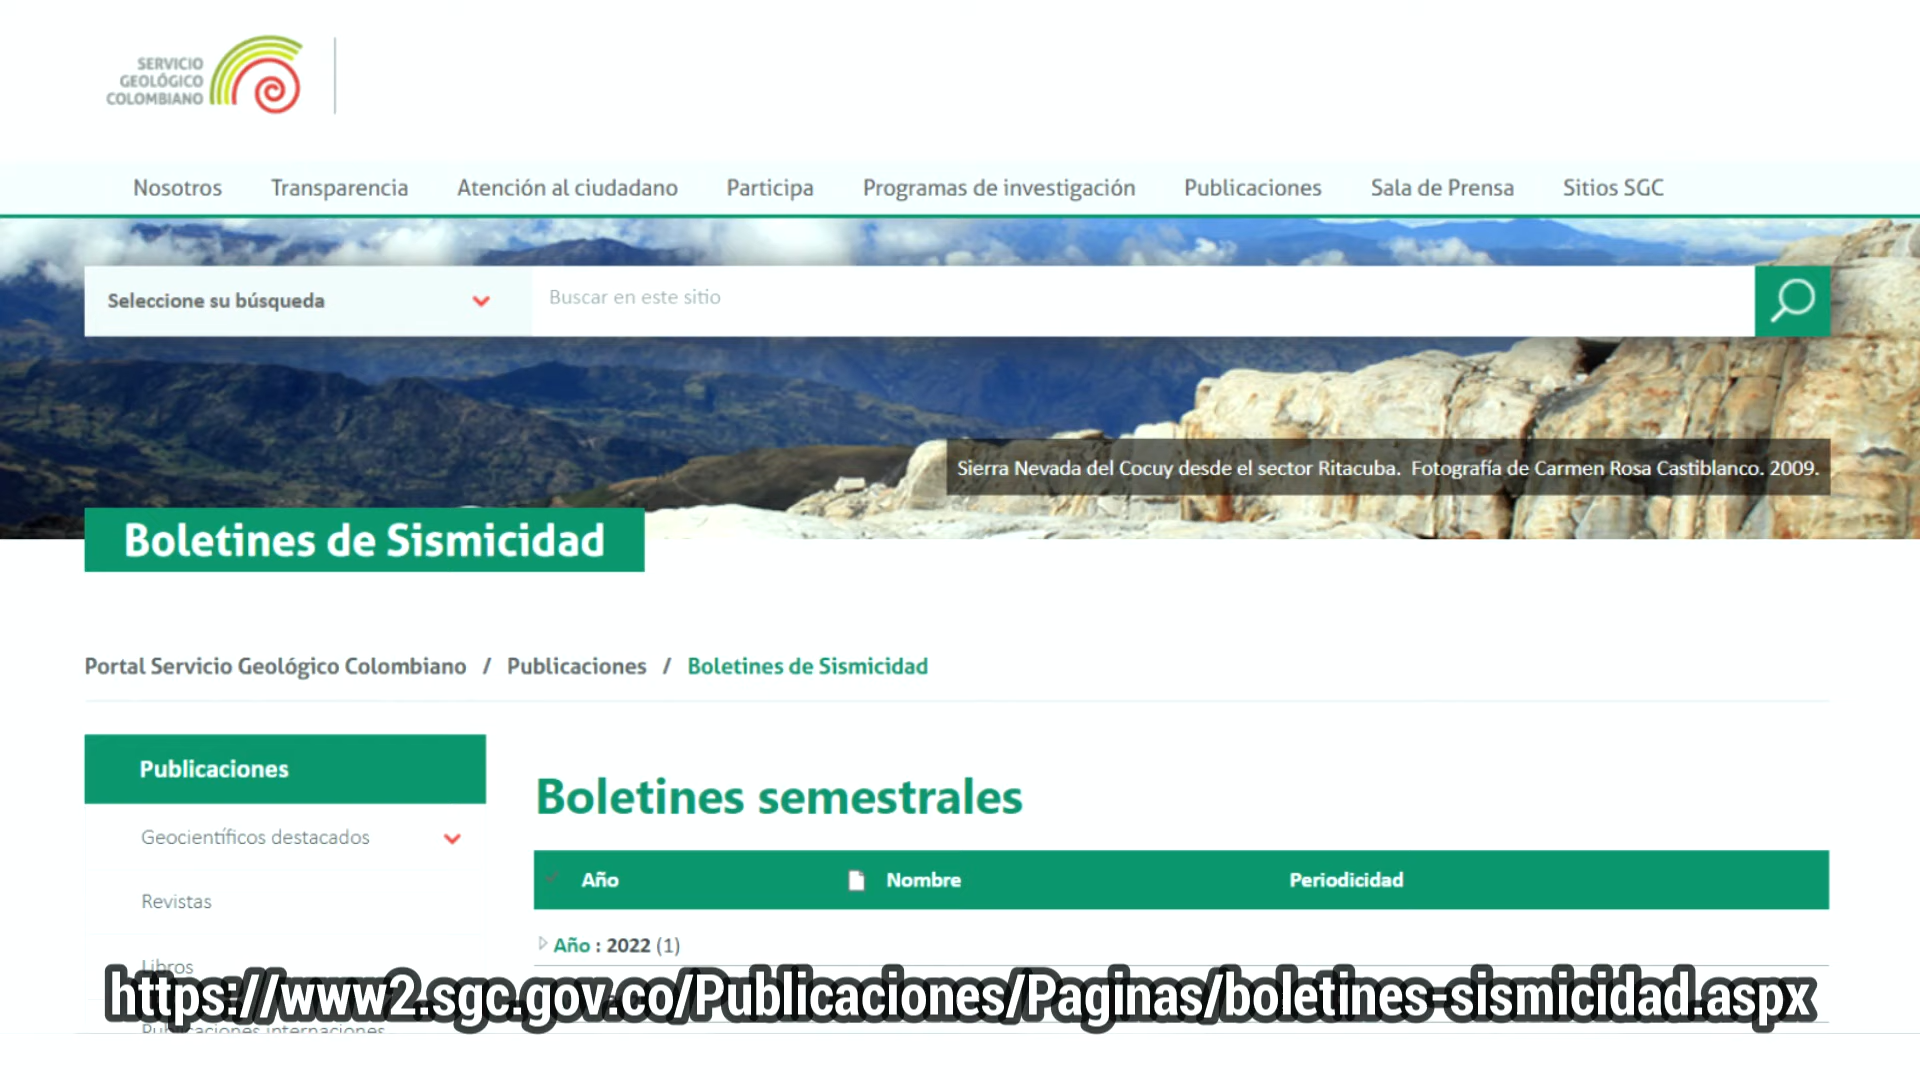 SERVICIO
GEOLÓGICO
COLOMBIANO
Nosotros Transparencia Atención al ciudadano Participa Programas de investigación Publicaciones Sala de Prensa Sitios SGC
Seleccione su búsqueda Buscar en este sitio
Sierra Nevada del Cocuy desde el sector Ritacuba. Fotografía de Carmen Rosa Castiblanco. 2009.
Boletines de Sismicidad
Portal Servicio Geológico Colombiano / Publicaciones / Boletines de Sismicidad
Publicaciones
Boletines semestrales
Geocientíficos destacados
Año Nombre Periodicidad
Revistas
Año : 2022 (1)
Libros
https://www2.sgc.gov.co/Publicaciones/Paginas/boletines-sismicidad.aspx
Publicaciones internaciones